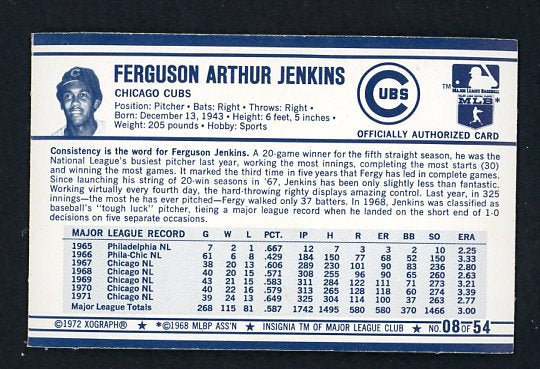 FERGUSON ARTHUR JENKINS
CHICAGO CUBS
Position: Pitcher • Bats: Right • Throws: Right •
Born: December 13, 1943 • Height: 6 feet, 5 inches •
Weight: 205 pounds • Hobby: Sports
CUBS
TM
MAJOR LEAGUE BASEBALL
MLB
OFFICIALLY AUTHORIZED CARD
Consistency is the word for Ferguson Jenkins. A 20-game winner for the fifth straight season, he was the
National League's busiest pitcher last year, working the most innings, completing the most starts (30)
and winning the most games. It marked the third time in five years that Fergy has led in complete games.
Since launching his string of 20-win seasons in '67, Jenkins has been only slightly less than fantastic.
Working virtually every fourth day, the hard-throwing righty displays amazing control. Last year, in 325
innings—the most he has ever pitched—Fergy walked only 37 batters. In 1968, Jenkins was classified as
baseball's "tough luck" pitcher, tieing a major league record when he landed on the short end of 1-0
decisions on five separate occasions.
MAJOR LEAGUE RECORD G W L PCT. IP H R ER BB SO ERA
1965 Philadelphia NL 7 2 1 .667 12 7 3 3 2 10 2.25
1966 Phila-Chic NL 61 6 8 .429 184 150 77 68 52 150 3.33
1967 Chicago NL 38 20 13 .606 289 230 101 90 83 236 2.80
1968 Chicago NL 40 20 15 .571 308 255 96 90 65 260 2.63
1969 Chicago NL 43 21 15 .583 311 284 122 111 71 273 3.21
1970 Chicago NL 40 22 16 .579 313 265 128 118 60 274 3.39
1971 Chicago NL 39 24 13 .649 325 304 114 100 37 263 2.77
Major League Totals 268 115 81 .587 1742 1495 580 580 370 1466 3.00
©1972 XOGRAPH® ★ *©1968 MLBP ASS'N ★ INSIGNIA TM OF MAJOR LEAGUE CLUB ★ NO. 08 OF 54